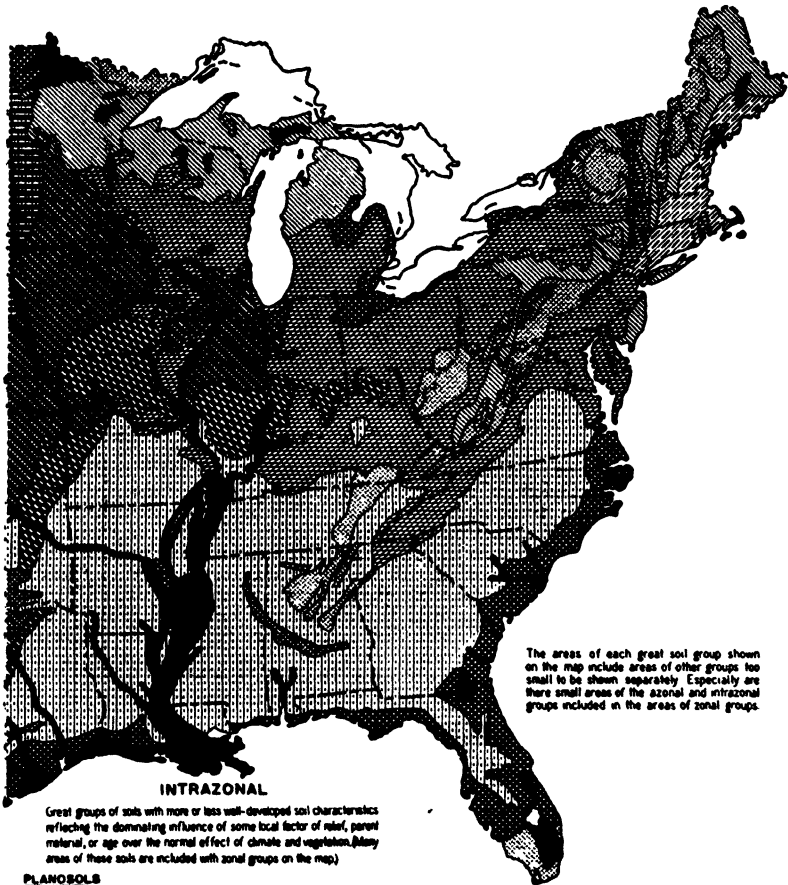 The areas of each great soil group shown
on the map include areas of other groups too
small to be shown separately. Especially are
there small areas of the azonal and intrazonal
groups included in the areas of zonal groups.
INTRAZONAL
Great groups of soils with more or less well-developed soil characteristics
reflecting the dominating influence of some local factor of relief, parent
material, or age over the normal effect of climate and vegetation.(Many
areas of these soils are included with zonal groups on the map.)
PLANOSOLS